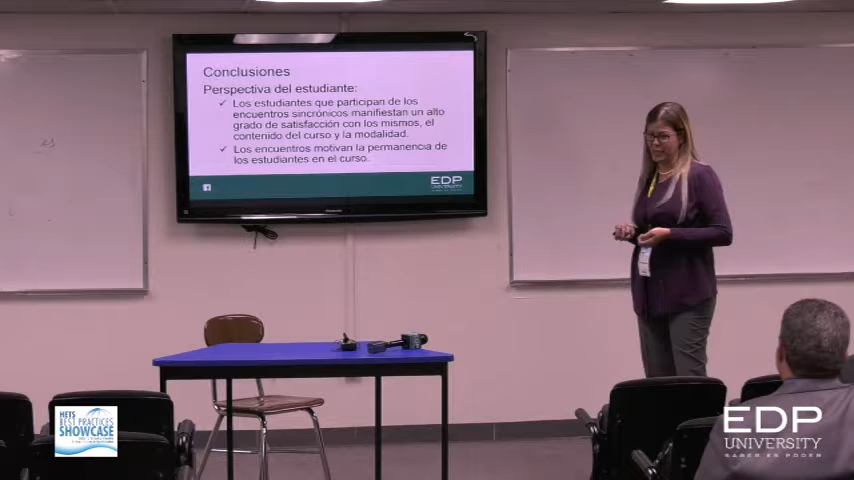 Conclusiones
Perspectiva del estudiante:
✓ Los estudiantes que participan de los
encuentros sincrónicos manifiestan un alto
grado de satisfacción con los mismos, el
contenido del curso y la modalidad.
✓ Los encuentros motivan la permanencia de
los estudiantes en el curso.
EDP
UNIVERSITY
HETS
BEST PRACTICES
SHOWCASE
EDP
UNIVERSITY
SABER ES PODER